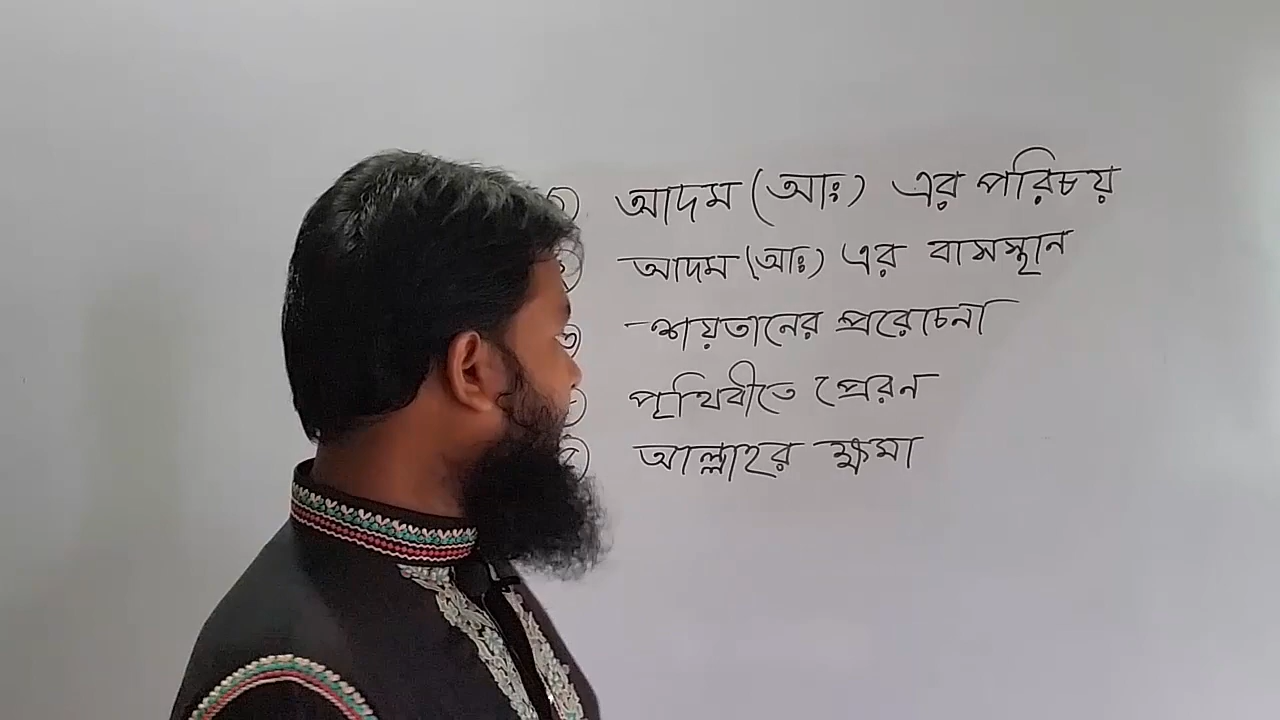 আদম (আঃ) এর পরিচয়
আদম (আঃ) এর বাসস্থান
শয়তানের প্ররোচনা
পৃথিবীতে প্রেরন
আল্লাহর ক্ষমা